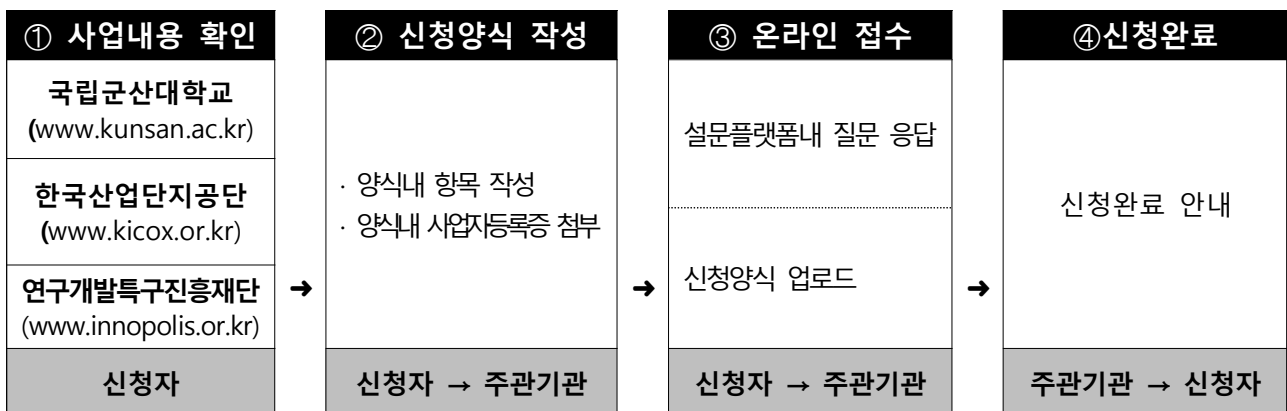 ① 사업내용 확인
국립군산대학교
(www.kunsan.ac.kr)
한국산업단지공단
(www.kicox.or.kr)
연구개발특구진흥재단
(www.innopolis.or.kr)
신청자
➜
② 신청양식 작성
· 양식내 항목 작성
· 양식내 사업자등록증 첨부
신청자 → 주관기관
➜
③ 온라인 접수
설문플랫폼내 질문 응답
신청양식 업로드
신청자 → 주관기관
➜
④신청완료
신청완료 안내
주관기관 → 신청자